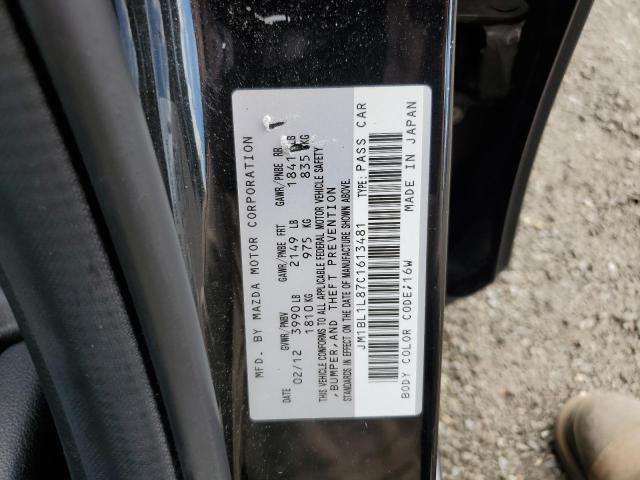 MFD. BY MAZDA MOTOR CORPORATION
DATE GVWR/PNBV GAWR/PNBE FRT GAWR/PNBE RR
02/12 3990 LB 2149 LB 1841 LB
1810 KG 975 KG 835 KG
THIS VEHICLE CONFORMS TO ALL APPLICABLE FEDERAL MOTOR VEHICLE SAFETY
,BUMPER,AND THEFT PREVENTION
STANDARDS IN EFFECT ON THE DATE OF MANUFACTURE SHOWN ABOVE.
JM1BL1L87C1613481 TYPE: PASS CAR
BODY COLOR CODE;16W MADE IN JAPAN